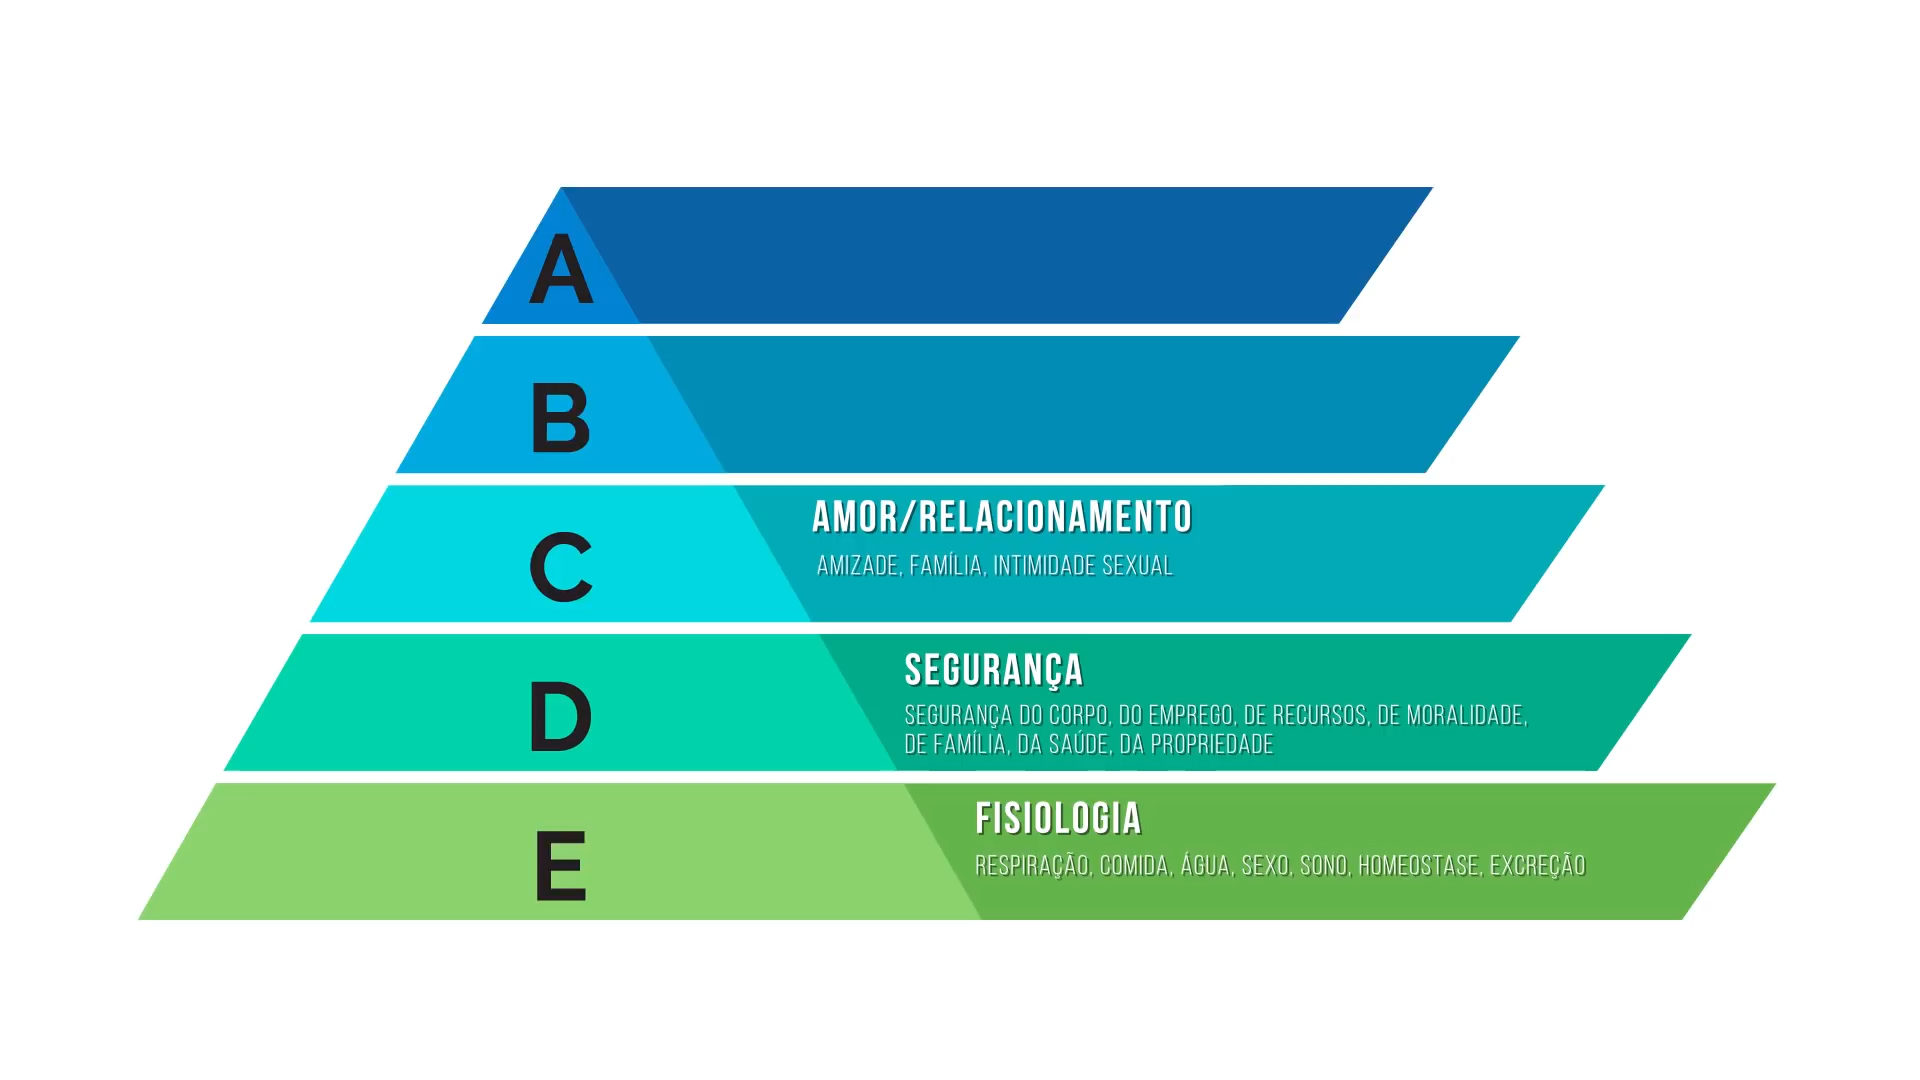 A
B
C
AMOR/RELACIONAMENTO
AMIZADE, FAMÍLIA, INTIMIDADE SEXUAL
D
SEGURANÇA
SEGURANÇA DO CORPO, DO EMPREGO, DE RECURSOS, DE MORALIDADE,
DE FAMÍLIA, DA SAÚDE, DA PROPRIEDADE
E
FISIOLOGIA
RESPIRAÇÃO, COMIDA, ÁGUA, SEXO, SONO, HOMEOSTASE, EXCREÇÃO